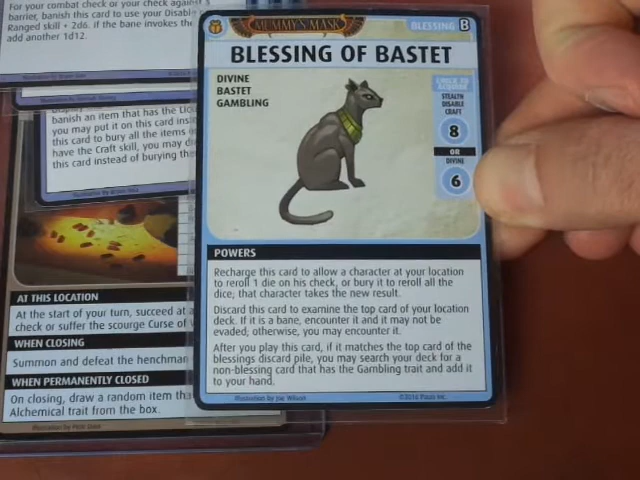 For your combat check or your check against
barrier, banish this card to use your Disable
Ranged skill + 2d6. if the bane invokes the
add another 1d12.
banish an item that has the
you may put it on this card
this card to bury all the items
have the Craft skill, you may
this card instead of burying
AT THIS LOCATION
At the start of your turn, succeed at
check or suffer the scourge Curse of
WHEN CLOSING
Summon and defeat the henchman
WHEN PERMANENTLY CLOSED
On closing, draw a random item
Alchemical trait from the box.
MUMMY'S MASK
BLESSING B
BLESSING OF BASTET
DIVINE
BASTET
GAMBLING
CHECK TO
ACQUIRE
STEALTH
DISABLE
CRAFT
8
OR
DIVINE
6
POWERS
Recharge this card to allow a character at your location
to reroll 1 die on his check, or bury it to reroll all the
dice; that character takes the new result.
Discard this card to examine the top card of your location
deck. If it is a bane, encounter it and it may not be
evaded; otherwise, you may encounter it.
After you play this card, if it matches the top card of the
blessings discard pile, you may search your deck for a
non-blessing card that has the Gambling trait and add it
to your hand.
Illustration by Joe Wilson
©2014 Paizo Inc.